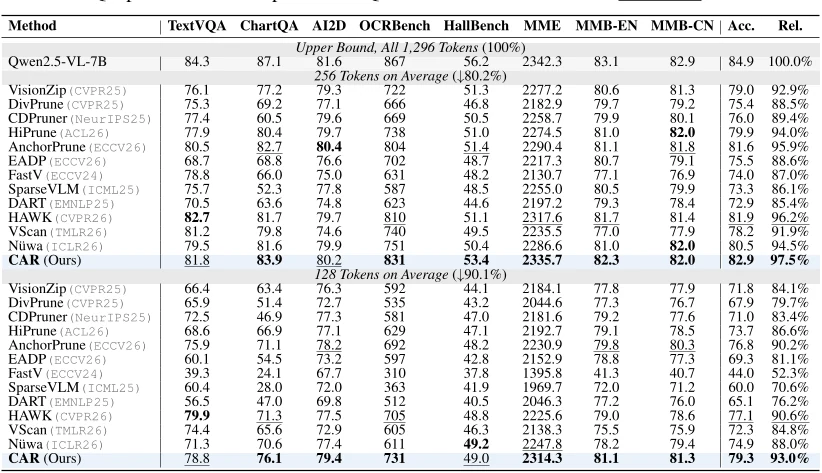 Method TextVQA ChartQA AI2D OCRBench HallBench MME MMB-EN MMB-CN Acc. Rel.
Upper Bound, All 1,296 Tokens (100%)
Qwen2.5-VL-7B 84.3 87.1 81.6 867 56.2 2342.3 83.1 82.9 84.9 100.0%
256 Tokens on Average (↓80.2%)
VisionZip (CVPR25) 76.1 77.2 79.3 722 51.3 2277.2 80.6 81.3 79.0 92.9%
DivPrune (CVPR25) 75.3 69.2 77.1 666 46.8 2182.9 79.7 79.2 75.4 88.5%
CDPruner (NeurIPS25) 77.4 60.5 79.6 669 50.5 2258.7 79.9 80.1 76.0 89.4%
HiPrune (ACL26) 77.9 80.4 79.7 738 51.0 2274.5 81.0 82.0 79.9 94.0%
AnchorPrune (ECCV26) 80.5 82.7 80.4 804 51.4 2290.4 81.1 81.8 81.6 95.9%
EADP (ECCV26) 68.7 68.8 76.6 702 48.7 2217.3 80.7 79.1 75.5 88.6%
FastV (ECCV24) 78.8 66.0 75.0 631 48.2 2130.7 77.1 76.9 74.0 87.0%
SparseVLM (ICML25) 75.7 52.3 77.8 587 48.5 2255.0 80.5 79.9 73.3 86.1%
DART (EMNLP25) 70.5 63.6 74.8 623 44.6 2197.2 79.3 78.4 72.9 85.4%
HAWK (CVPR26) 82.7 81.7 79.7 810 51.1 2317.6 81.7 81.4 81.9 96.2%
VScan (TMLR26) 81.2 79.8 74.6 740 49.5 2235.5 77.0 77.9 78.2 91.9%
Nüwa (ICLR26) 79.5 81.6 79.9 751 50.4 2286.6 81.0 82.0 80.5 94.5%
CAR (Ours) 81.8 83.9 80.2 831 53.4 2335.7 82.3 82.0 82.9 97.5%
128 Tokens on Average (↓90.1%)
VisionZip (CVPR25) 66.4 63.4 76.3 592 44.1 2184.1 77.8 77.9 71.8 84.1%
DivPrune (CVPR25) 65.9 51.4 72.7 535 43.2 2044.6 77.3 76.7 67.9 79.7%
CDPruner (NeurIPS25) 72.5 46.9 77.3 581 47.0 2181.6 79.2 77.6 71.0 83.4%
HiPrune (ACL26) 68.6 66.9 77.1 629 47.1 2192.7 79.1 78.5 73.7 86.6%
AnchorPrune (ECCV26) 75.9 71.1 78.2 692 48.2 2230.9 79.8 80.3 76.8 90.2%
EADP (ECCV26) 60.1 54.5 73.2 597 42.8 2152.9 78.8 77.3 69.3 81.1%
FastV (ECCV24) 39.3 24.1 67.7 310 37.8 1395.8 41.3 40.7 44.0 52.3%
SparseVLM (ICML25) 60.4 28.0 72.0 363 41.9 1969.7 72.0 71.2 60.0 70.6%
DART (EMNLP25) 56.5 47.0 69.8 512 40.5 2046.3 77.2 76.0 65.1 76.2%
HAWK (CVPR26) 79.9 71.3 77.5 705 48.8 2225.6 79.0 78.6 77.1 90.6%
VScan (TMLR26) 74.4 65.6 72.9 605 46.3 2138.3 75.5 75.9 72.3 84.8%
Nüwa (ICLR26) 71.3 70.6 77.4 611 49.2 2247.8 78.2 79.4 74.9 88.0%
CAR (Ours) 78.8 76.1 79.4 731 49.0 2314.3 81.1 81.3 79.3 93.0%